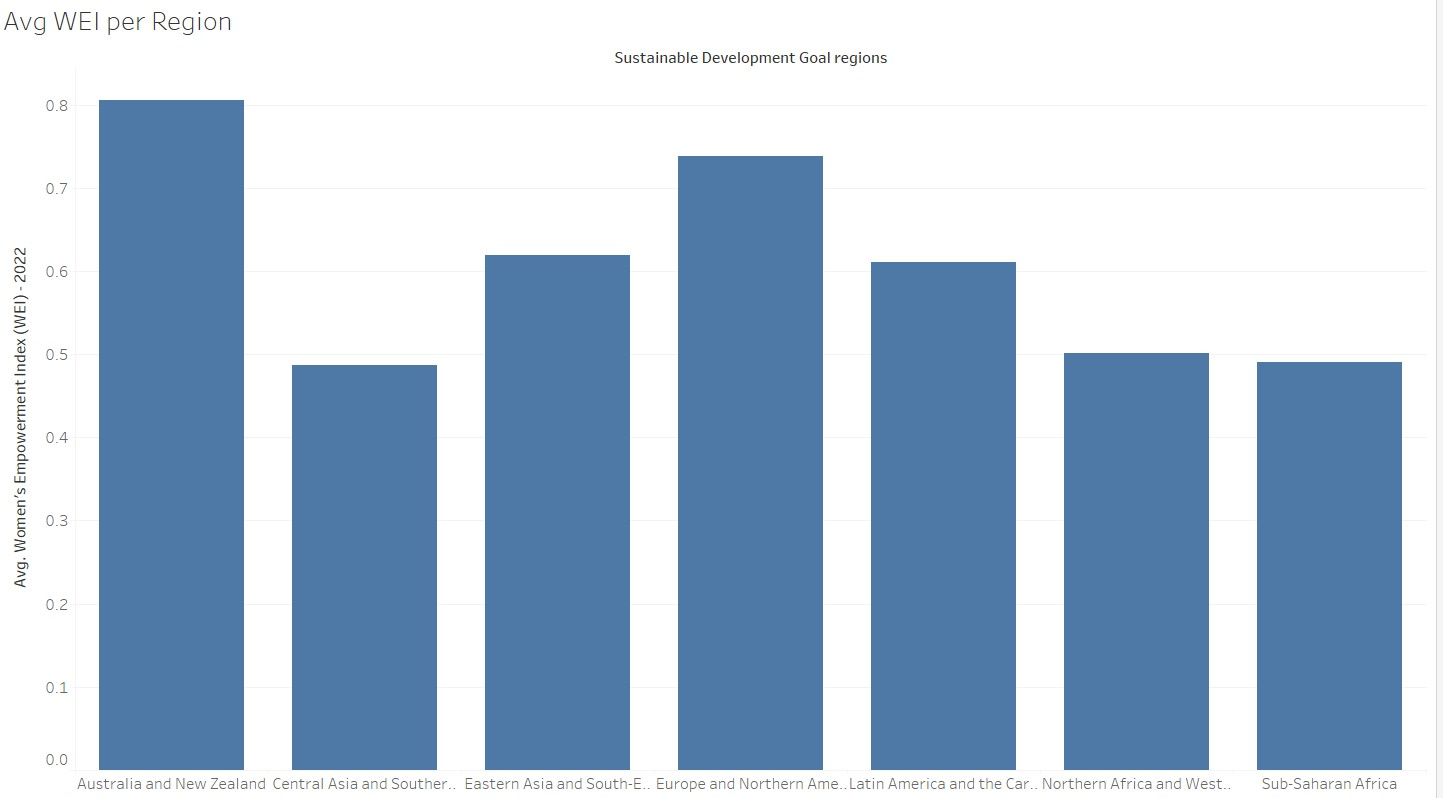 Avg WEI per Region
Sustainable Development Goal regions
Avg. Women's Empowerment Index (WEI) - 2022
0.8
0.7
0.6
0.5
0.4
0.3
0.2
0.1
0.0
Australia and New Zealand
Central Asia and Souther..
Eastern Asia and South-E..
Europe and Northern Ame..
Latin America and the Car..
Northern Africa and West..
Sub-Saharan Africa